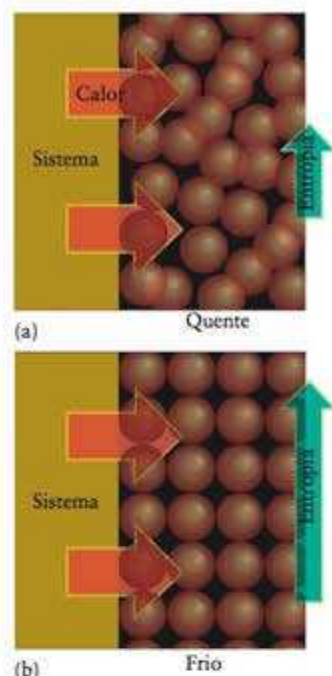 Calor
Sistema
Entropia
(a)
Quente
Sistema
Entropia
(b)
Frio